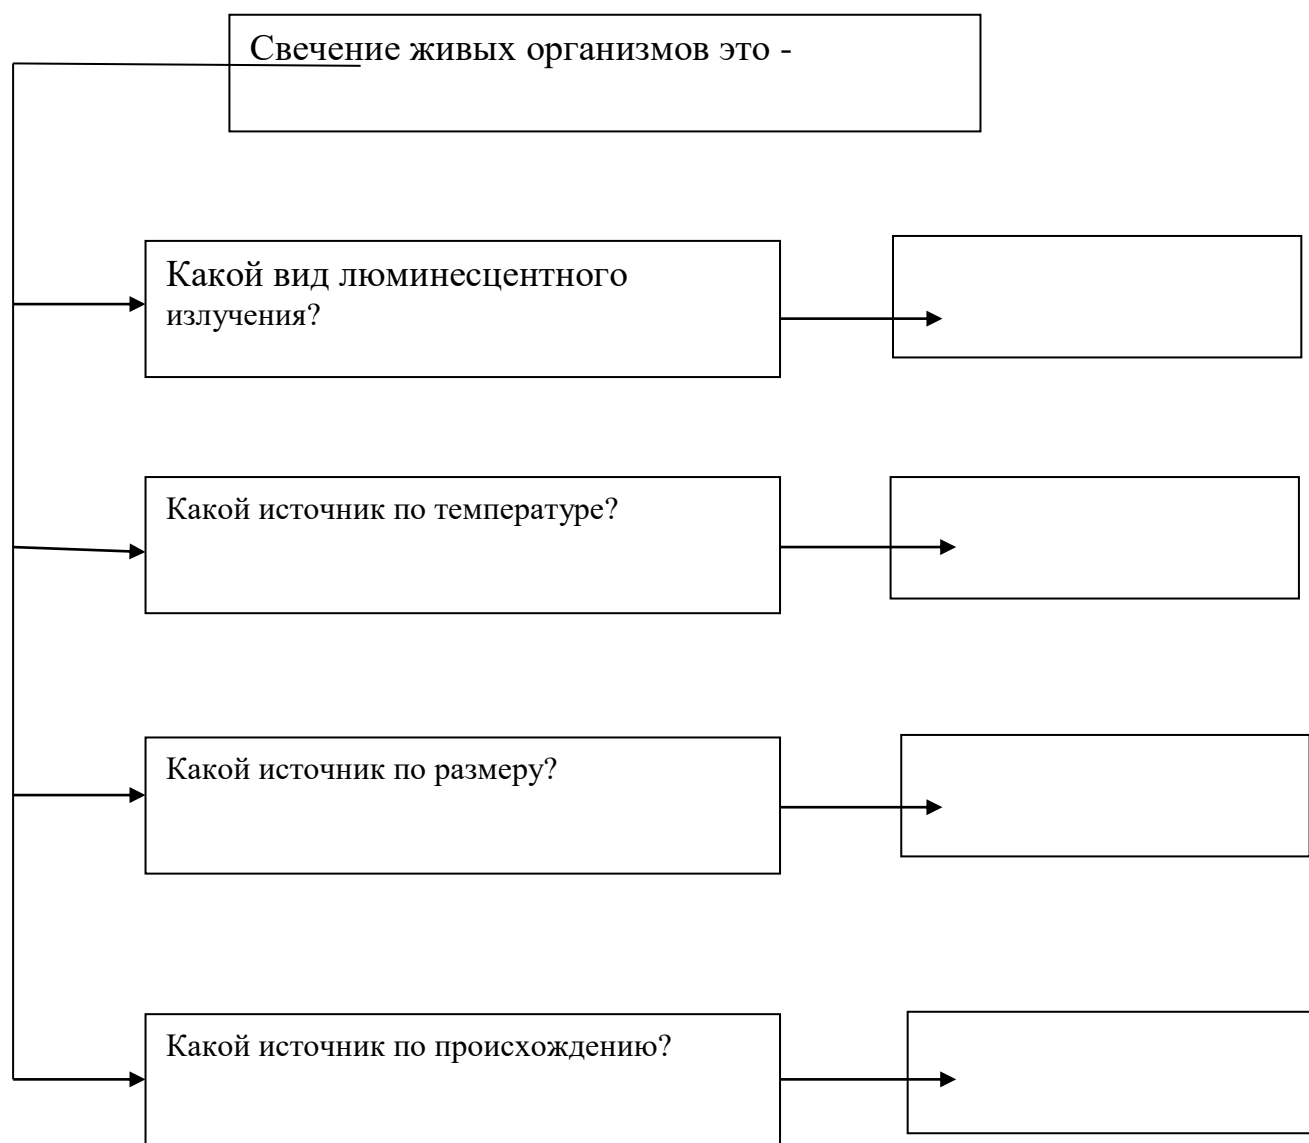 Свечение живых организмов это -
Какой вид люминесцентного
излучения?
Какой источник по температуре?
Какой источник по размеру?
Какой источник по происхождению?